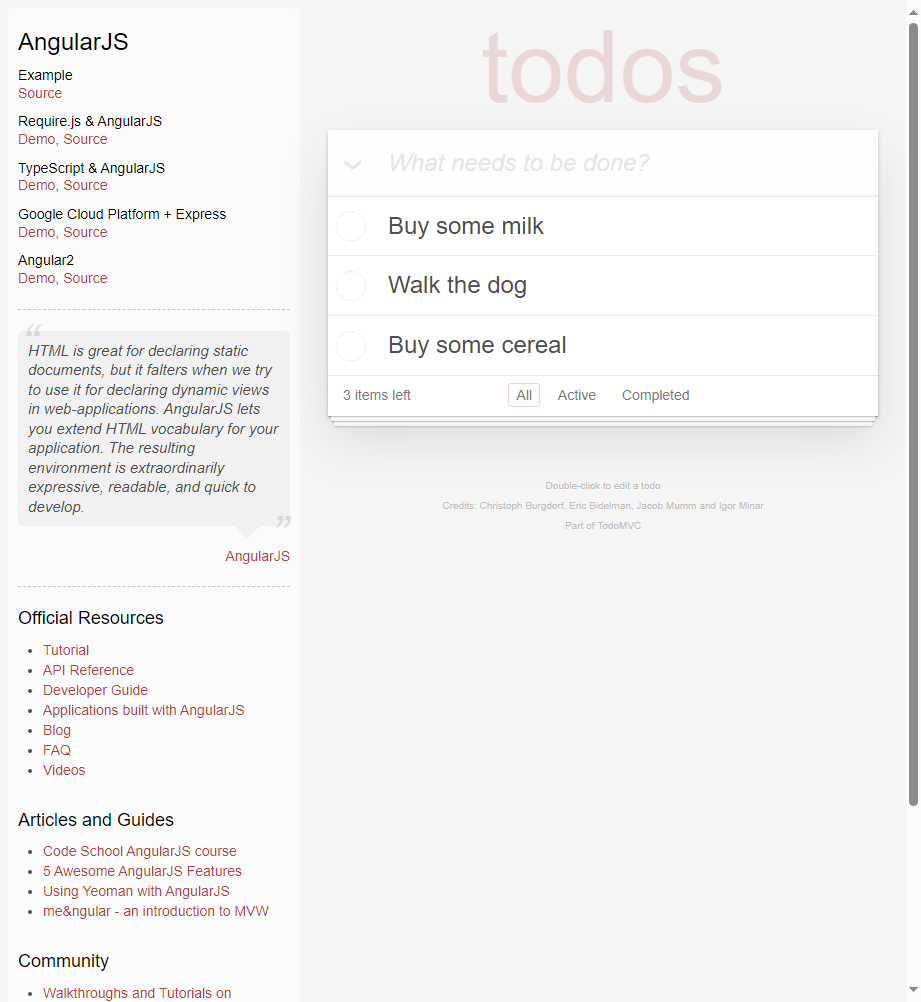 AngularJS
Example
Source
Require.js & AngularJS
Demo, Source
TypeScript & AngularJS
Demo, Source
Google Cloud Platform + Express
Demo, Source
Angular2
Demo, Source
“
HTML is great for declaring static
documents, but it falters when we try
to use it for declaring dynamic views
in web-applications. AngularJS lets
you extend HTML vocabulary for your
application. The resulting
environment is extraordinarily
expressive, readable, and quick to
develop.
”
AngularJS
Official Resources
• Tutorial
• API Reference
• Developer Guide
• Applications built with AngularJS
• Blog
• FAQ
• Videos
Articles and Guides
• Code School AngularJS course
• 5 Awesome AngularJS Features
• Using Yeoman with AngularJS
• me&ngular - an introduction to MVW
Community
• Walkthroughs and Tutorials on
todos
What needs to be done?
Buy some milk
Walk the dog
Buy some cereal
3 items left All Active Completed
Double-click to edit a todo
Credits: Christoph Burgdorf, Eric Bidelman, Jacob Mumm and Igor Minar
Part of TodoMVC